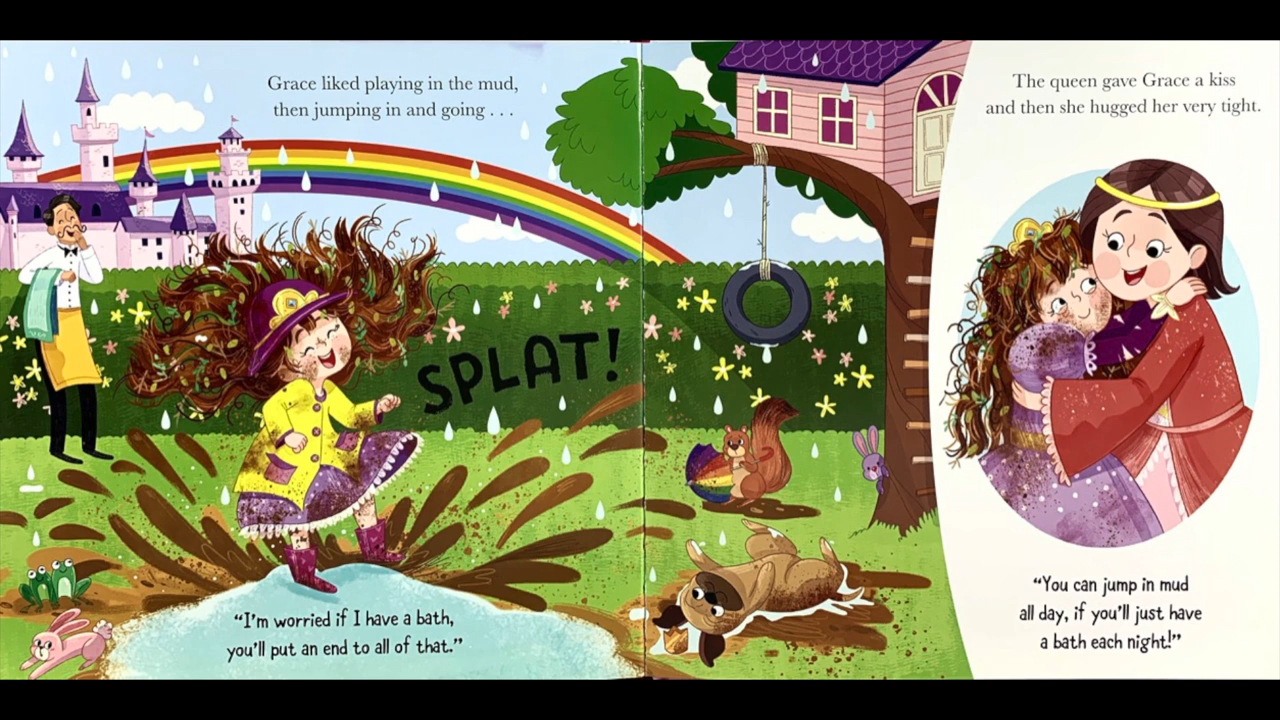 Grace liked playing in the mud,
then jumping in and going . . .
SPLAT!
“I’m worried if I have a bath,
you’ll put an end to all of that.”
The queen gave Grace a kiss
and then she hugged her very tight.
“You can jump in mud
all day, if you’ll just have
a bath each night!”